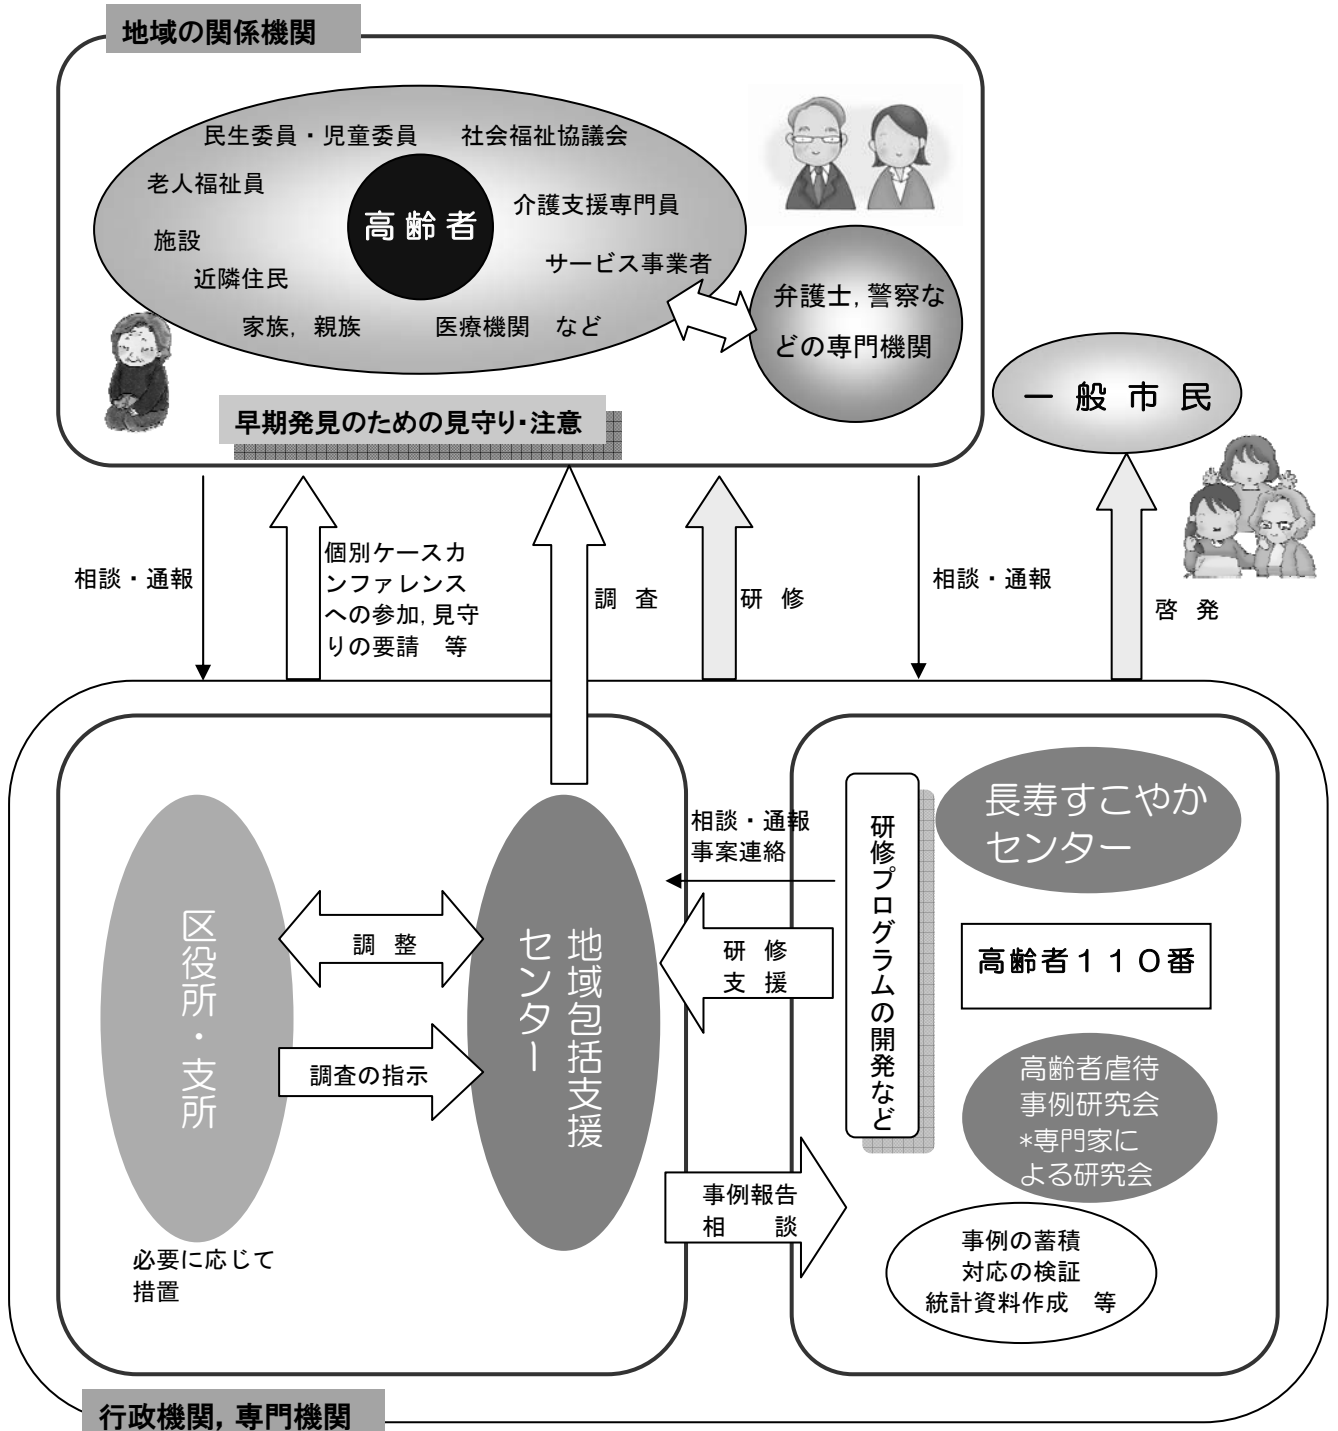 地域の関係機関
民生委員・児童委員
社会福祉協議会
老人福祉員
高齢者
介護支援専門員
施設
サービス事業者
近隣住民
家族，親族
医療機関　など
弁護士，警察な
どの専門機関
早期発見のための見守り・注意
一般市民
相談・通報
個別ケースカ
ンファレンス
への参加，見守
りの要請　等
調査
研修
相談・通報
啓発
区役所・支所
必要に応じて
措置
調整
調査の指示
地域包括支援
センター
相談・通報
事案連絡
研修
支援
事例報告
相　　談
研修プログラムの開発など
長寿すこやか
センター
高齢者１１０番
高齢者虐待
事例研究会
*専門家に
よる研究会
事例の蓄積
対応の検証
統計資料作成　等
行政機関，専門機関